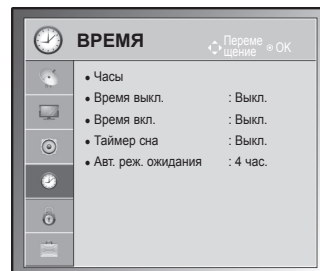 ВРЕМЯ
Переме
щение
OK
• Часы
• Время выкл. : Выкл.
• Время вкл. : Выкл.
• Таймер сна : Выкл.
• Авт. реж. ожидания : 4 час.